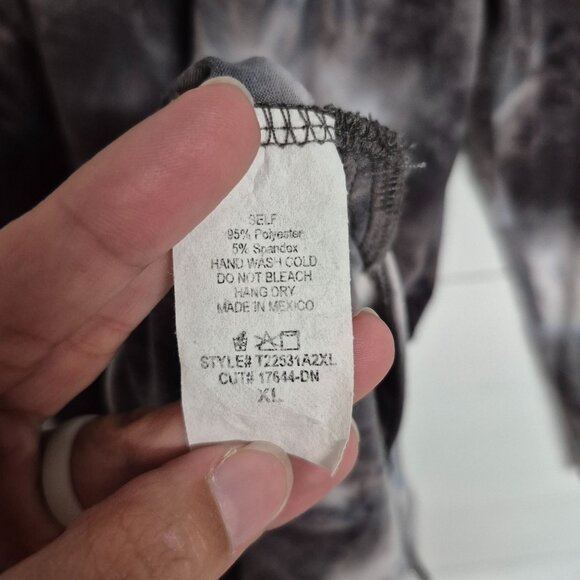 SELF
95% Polyester
5% Spandex
HAND WASH COLD
DO NOT BLEACH
HANG DRY
MADE IN MEXICO
STYLE# T22531A2XL
CUT# 17644-DN
XL